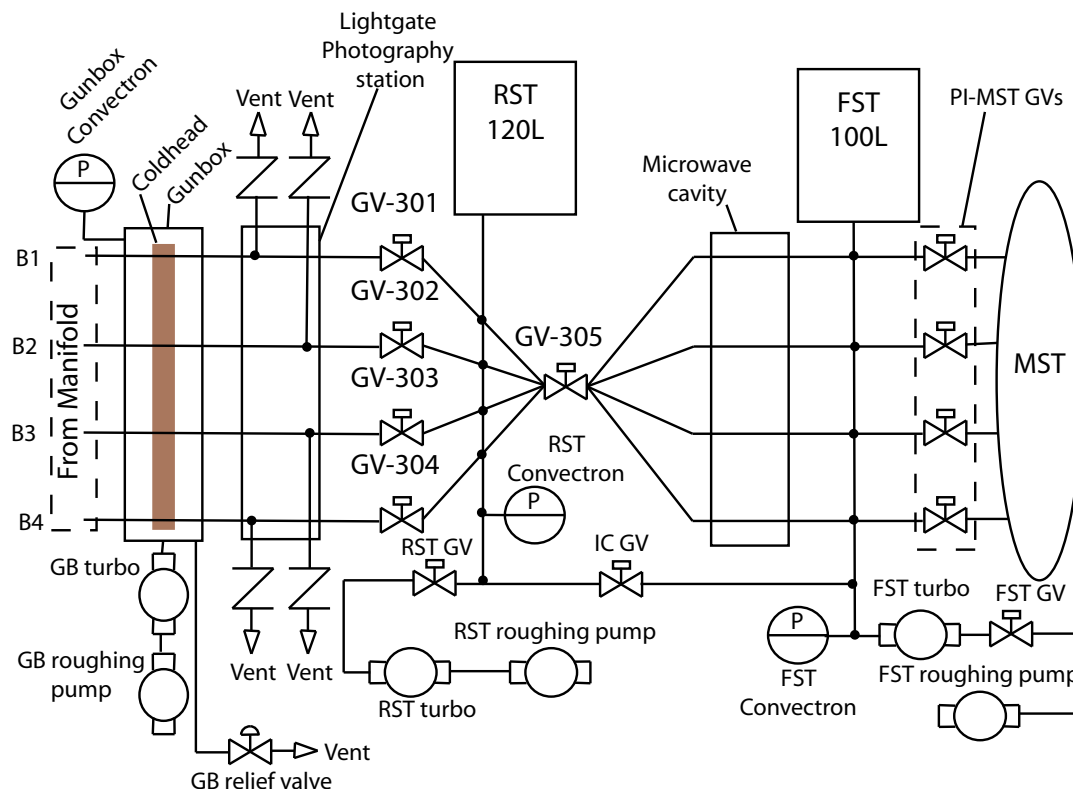 Lightgate
Photography
station
Gunbox
Convectron
P
Coldhead
Gunbox
Vent
Vent
RST
120L
FST
100L
PI-MST GVs
Microwave
cavity
GV-301
B1
GV-302
B2
GV-303
GV-305
From Manifold
MST
B3
GV-304
RST
Convectron
P
B4
RST GV
IC GV
GB turbo
FST turbo
FST GV
P
RST roughing pump
GB roughing
pump
Vent
Vent
RST turbo
FST
Convectron
FST roughing pump
Vent
GB relief valve